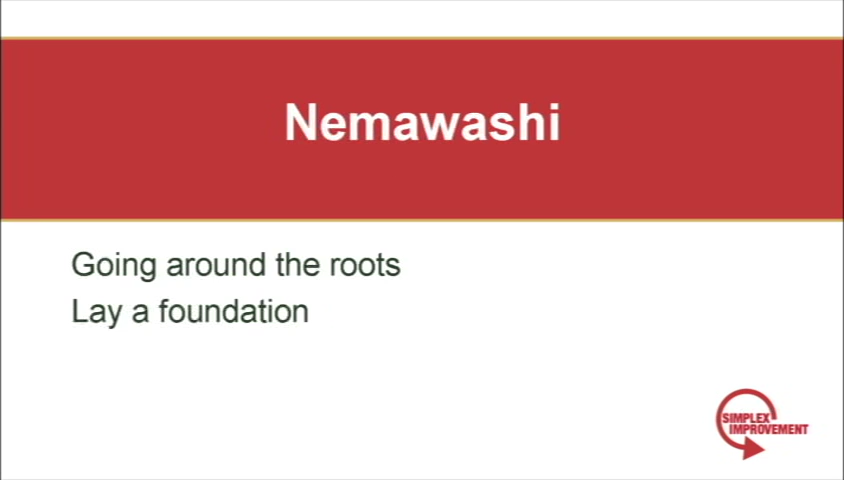 Nemawashi
Going around the roots
Lay a foundation
SIMPLEX
IMPROVEMENT